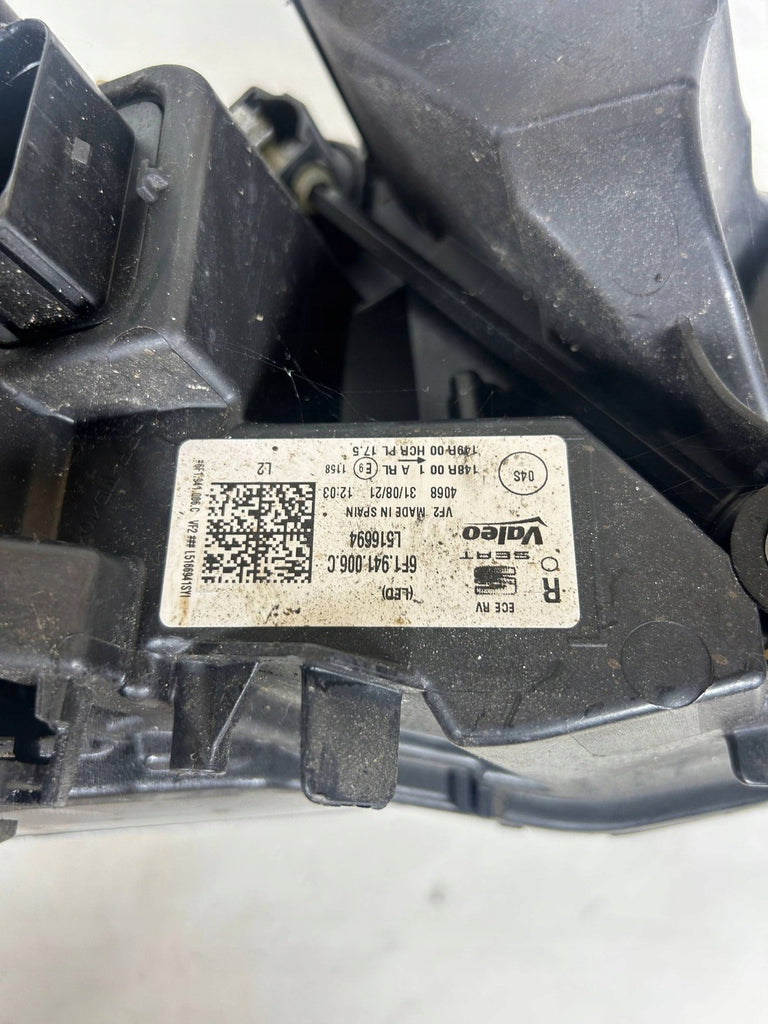 R
ECE RV
SEAT
Valeo
(LED)
6F1.941.006.C
L516694
VF2 MADE IN SPAIN
4068 31/08/21 12:03
04S
148R 00 1 A RL E9 1158
149R 00 HCR PL 17.5
L2